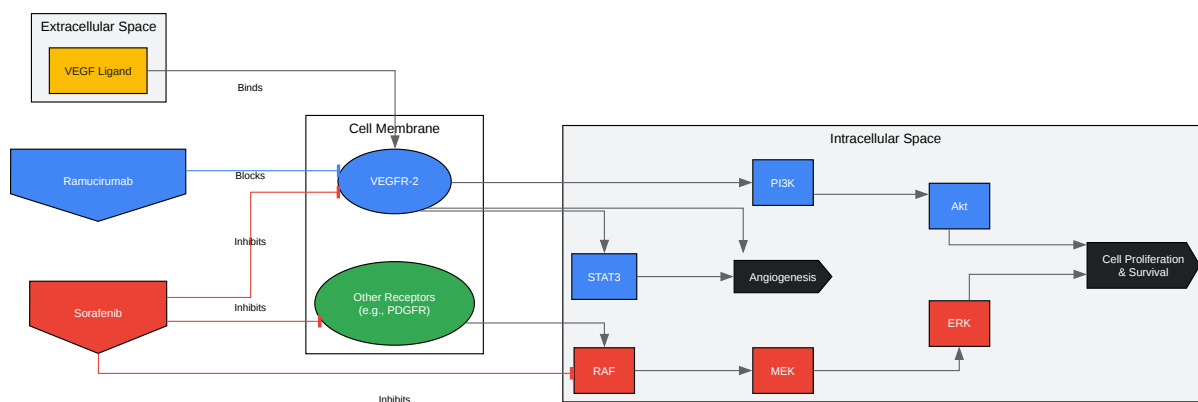 Extracellular Space
VEGF Ligand
Binds
Cell Membrane
Intracellular Space
Ramucirumab
Blocks
VEGFR-2
PI3K
Akt
Inhibits
STAT3
Angiogenesis
Cell Proliferation
& Survival
Sorafenib
Inhibits
Other Receptors
(e.g., PDGFR)
ERK
RAF
MEK
Inhibits